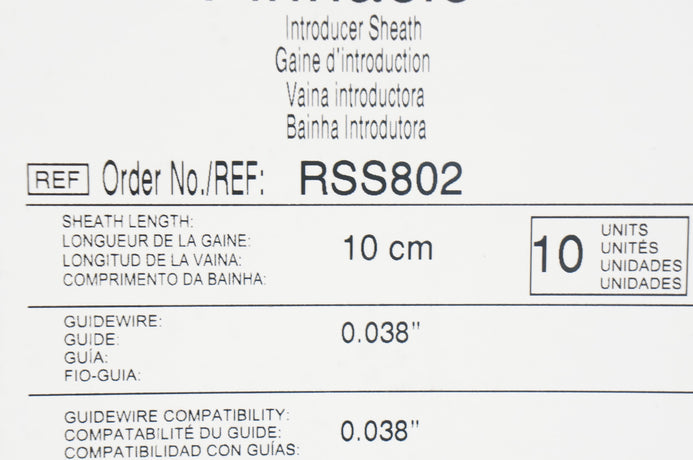 Introducer Sheath
Gaine d'introduction
Vaina introductora
Bainha Introdutora
REF Order No./REF: RSS802
SHEATH LENGTH:
LONGUEUR DE LA GAINE:
LONGITUD DE LA VAINA:
COMPRIMENTO DA BAINHA:
10 cm
10
UNITS
UNITÉS
UNIDADES
UNIDADES
GUIDEWIRE:
GUIDE:
GUÍA:
FIO-GUIA:
0.038"
GUIDEWIRE COMPATIBILITY:
COMPATABILITÉ DU GUIDE:
COMPATIBILIDAD CON GUÍAS:
0.038"